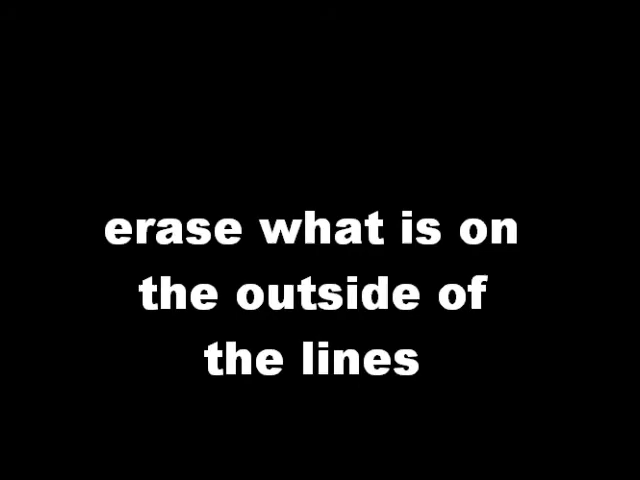 erase what is on
the outside of
the lines